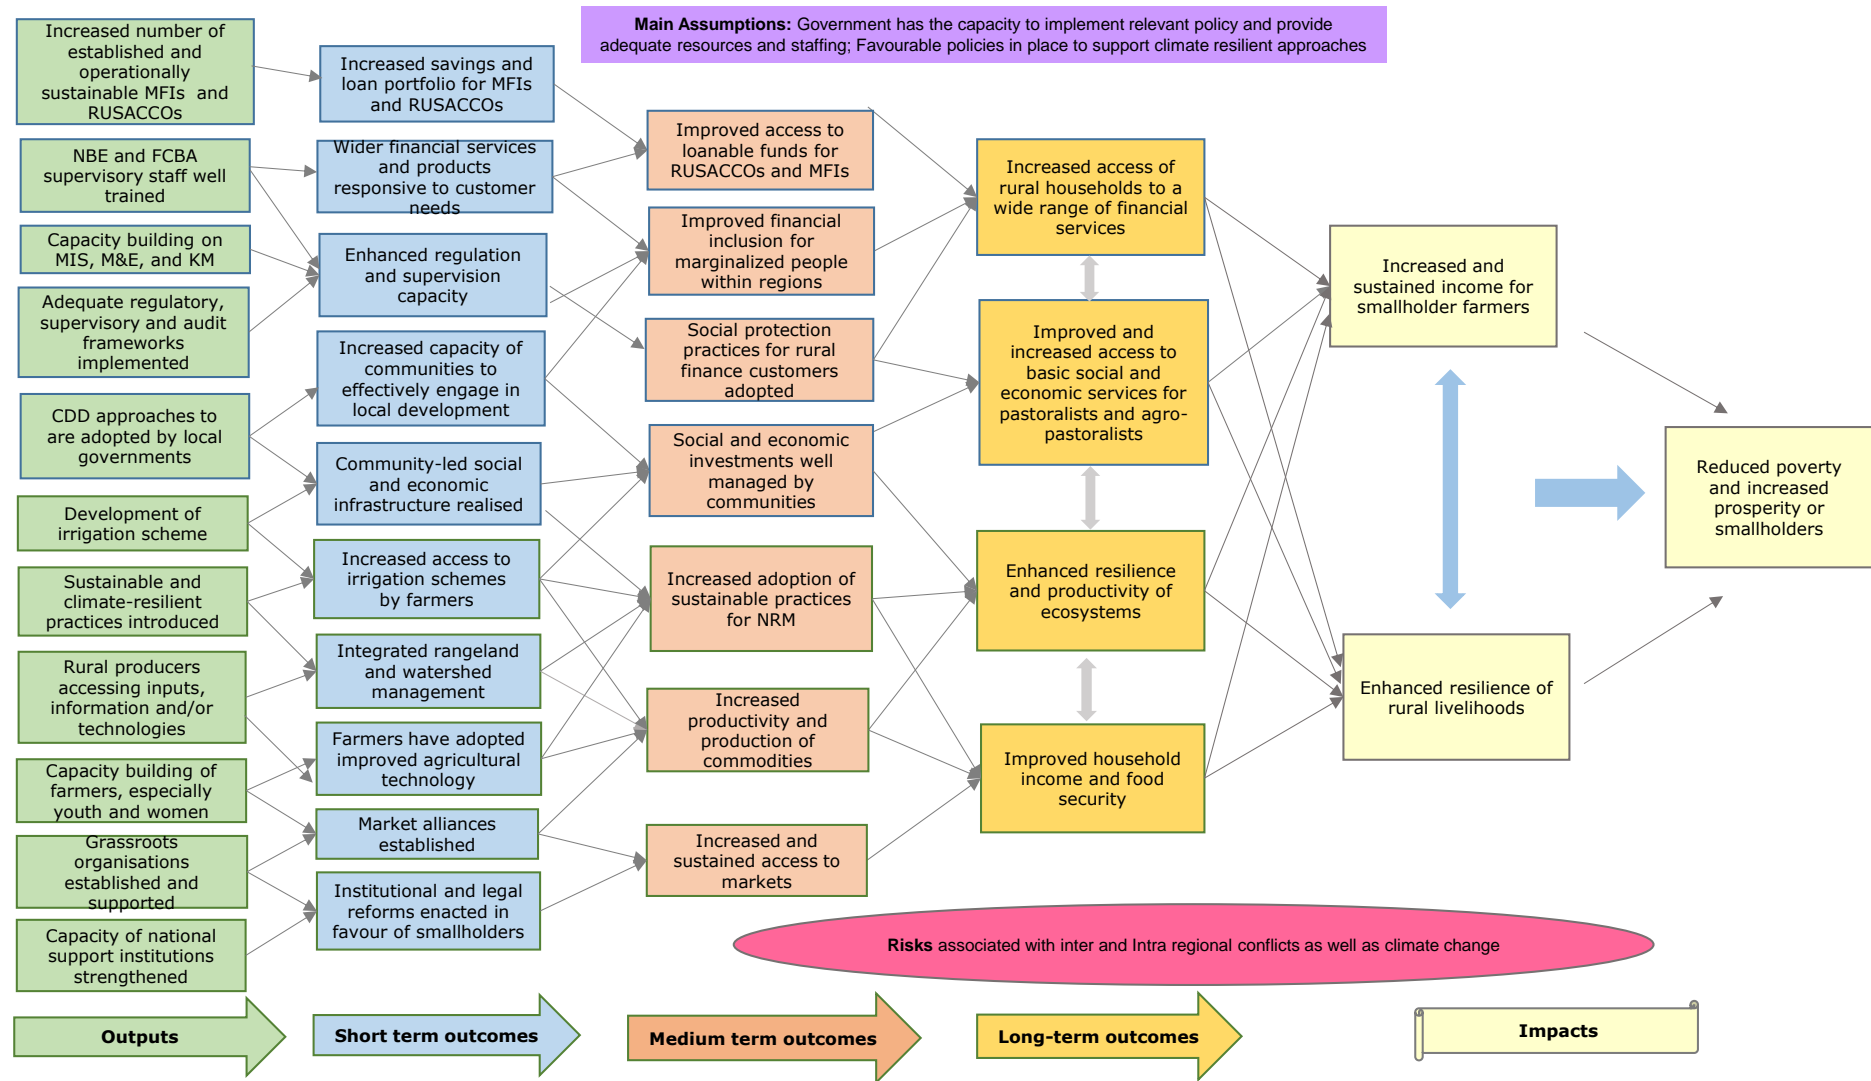 Main Assumptions: Government has the capacity to implement relevant policy and provide
adequate resources and staffing; Favourable policies in place to support climate resilient approaches
Increased number of
established and
operationally
sustainable MFIs and
RUSACCOs
NBE and FCBA
supervisory staff well
trained
Capacity building on
MIS, M&E, and KM
Adequate regulatory,
supervisory and audit
frameworks
implemented
CDD approaches to
are adopted by local
governments
Development of
irrigation scheme
Sustainable and
climate-resilient
practices introduced
Rural producers
accessing inputs,
information and/or
technologies
Capacity building of
farmers, especially
youth and women
Grassroots
organisations
established and
supported
Capacity of national
support institutions
strengthened
Increased savings and
loan portfolio for MFIs
and RUSACCOs
Wider financial services
and products
responsive to customer
needs
Enhanced regulation
and supervision
capacity
Increased capacity of
communities to
effectively engage in
local development
Community-led social
and economic
infrastructure realised
Increased access to
irrigation schemes
by farmers
Integrated rangeland
and watershed
management
Farmers have adopted
improved agricultural
technology
Market alliances
established
Institutional and legal
reforms enacted in
favour of smallholders
Improved access to
loanable funds for
RUSACCOs and MFIs
Improved financial
inclusion for
marginalized people
within regions
Social protection
practices for rural
finance customers
adopted
Social and economic
investments well
managed by
communities
Increased adoption of
sustainable practices
for NRM
Increased
productivity and
production of
commodities
Increased and
sustained access to
markets
Increased access of
rural households to a
wide range of financial
services
Improved and
increased access to
basic social and
economic services for
pastoralists and agro-
pastoralists
Enhanced resilience
and productivity of
ecosystems
Improved household
income and food
security
Increased and
sustained income for
smallholder farmers
Enhanced resilience of
rural livelihoods
Reduced poverty
and increased
prosperity or
smallholders
Risks associated with inter and Intra regional conflicts as well as climate change
Outputs
Short term outcomes
Medium term outcomes
Long-term outcomes
Impacts